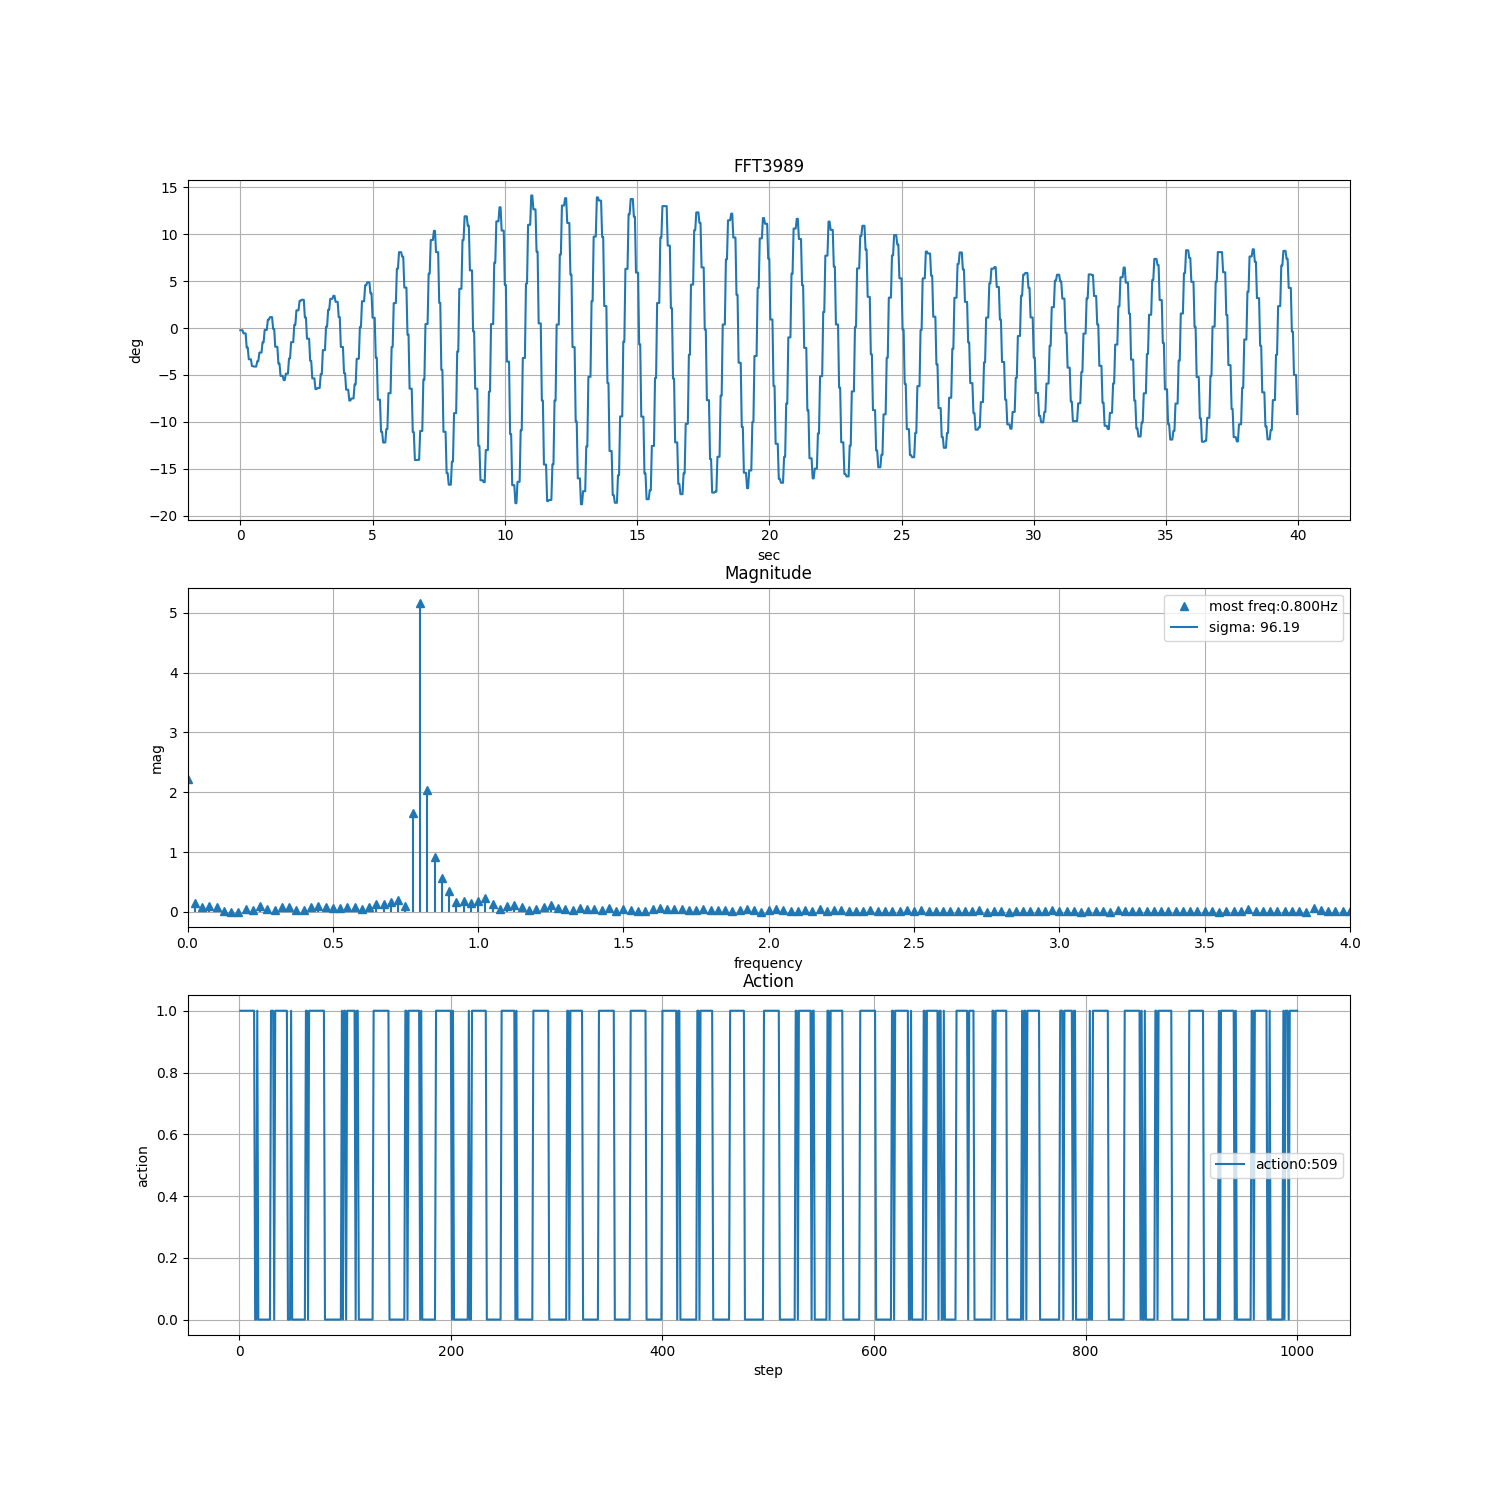 FFT3989
15
10
5
0
−5
−10
−15
−20
deg
0 5 10 15 20 25 30 35 40
sec
Magnitude
5
4
3
2
1
0
mag
most freq:0.800Hz
sigma: 96.19
0.0 0.5 1.0 1.5 2.0 2.5 3.0 3.5 4.0
frequency
Action
1.0
0.8
0.6
0.4
0.2
0.0
action
action0:509
0 200 400 600 800 1000
step